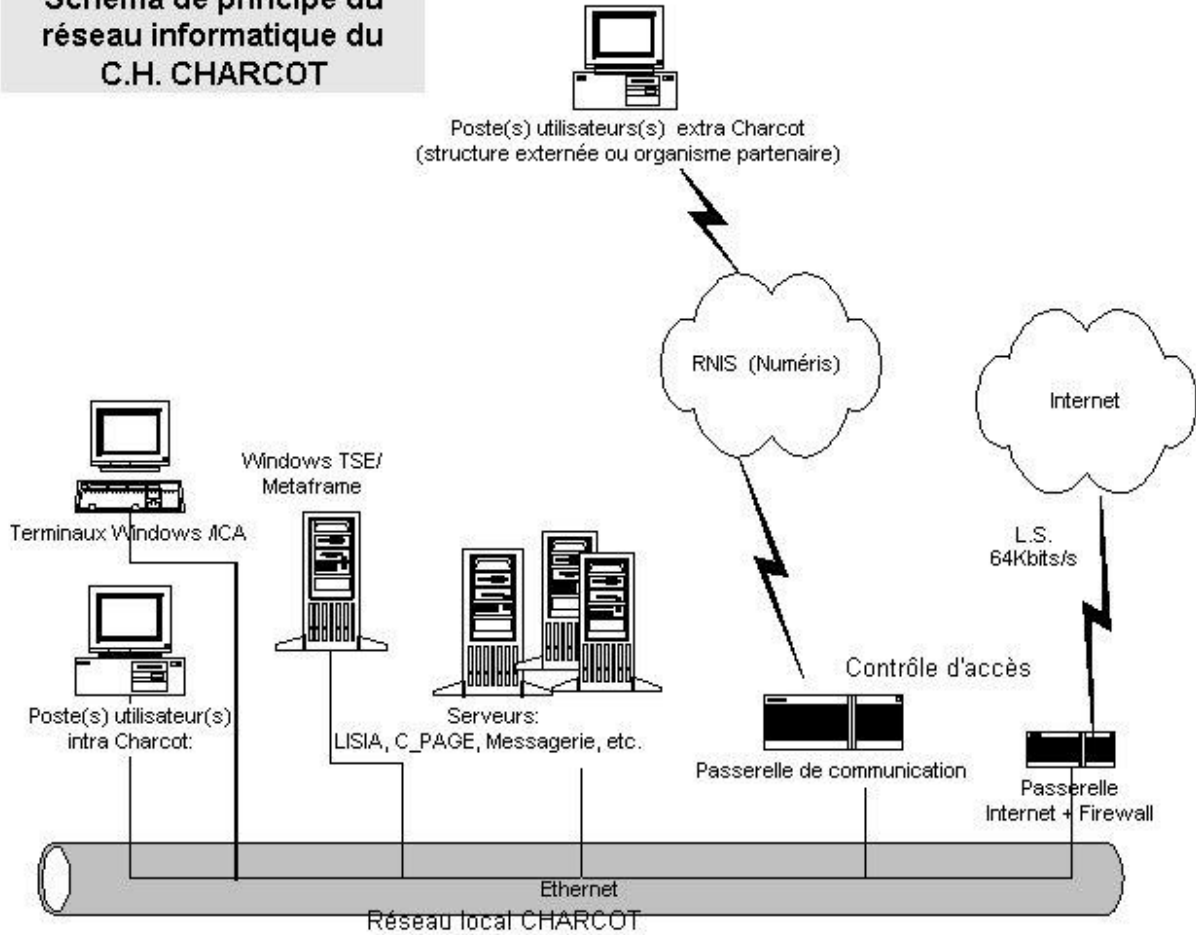 Schéma de principe du
réseau informatique du
C.H. CHARCOT
Poste(s) utilisateurs(s) extra Charcot
(structure externée ou organisme partenaire)
RNIS (Numéris)
Internet
L.S.
64Kbits/s
Windows TSE/
Metaframe
Terminaux Windows /ICA
Poste(s) utilisateur(s)
intra Charcot:
Serveurs:
LISIA, C_PAGE, Messagerie, etc.
Contrôle d'accès
Passerelle de communication
Passerelle
Internet + Firewall
Ethernet
Réseau local CHARCOT